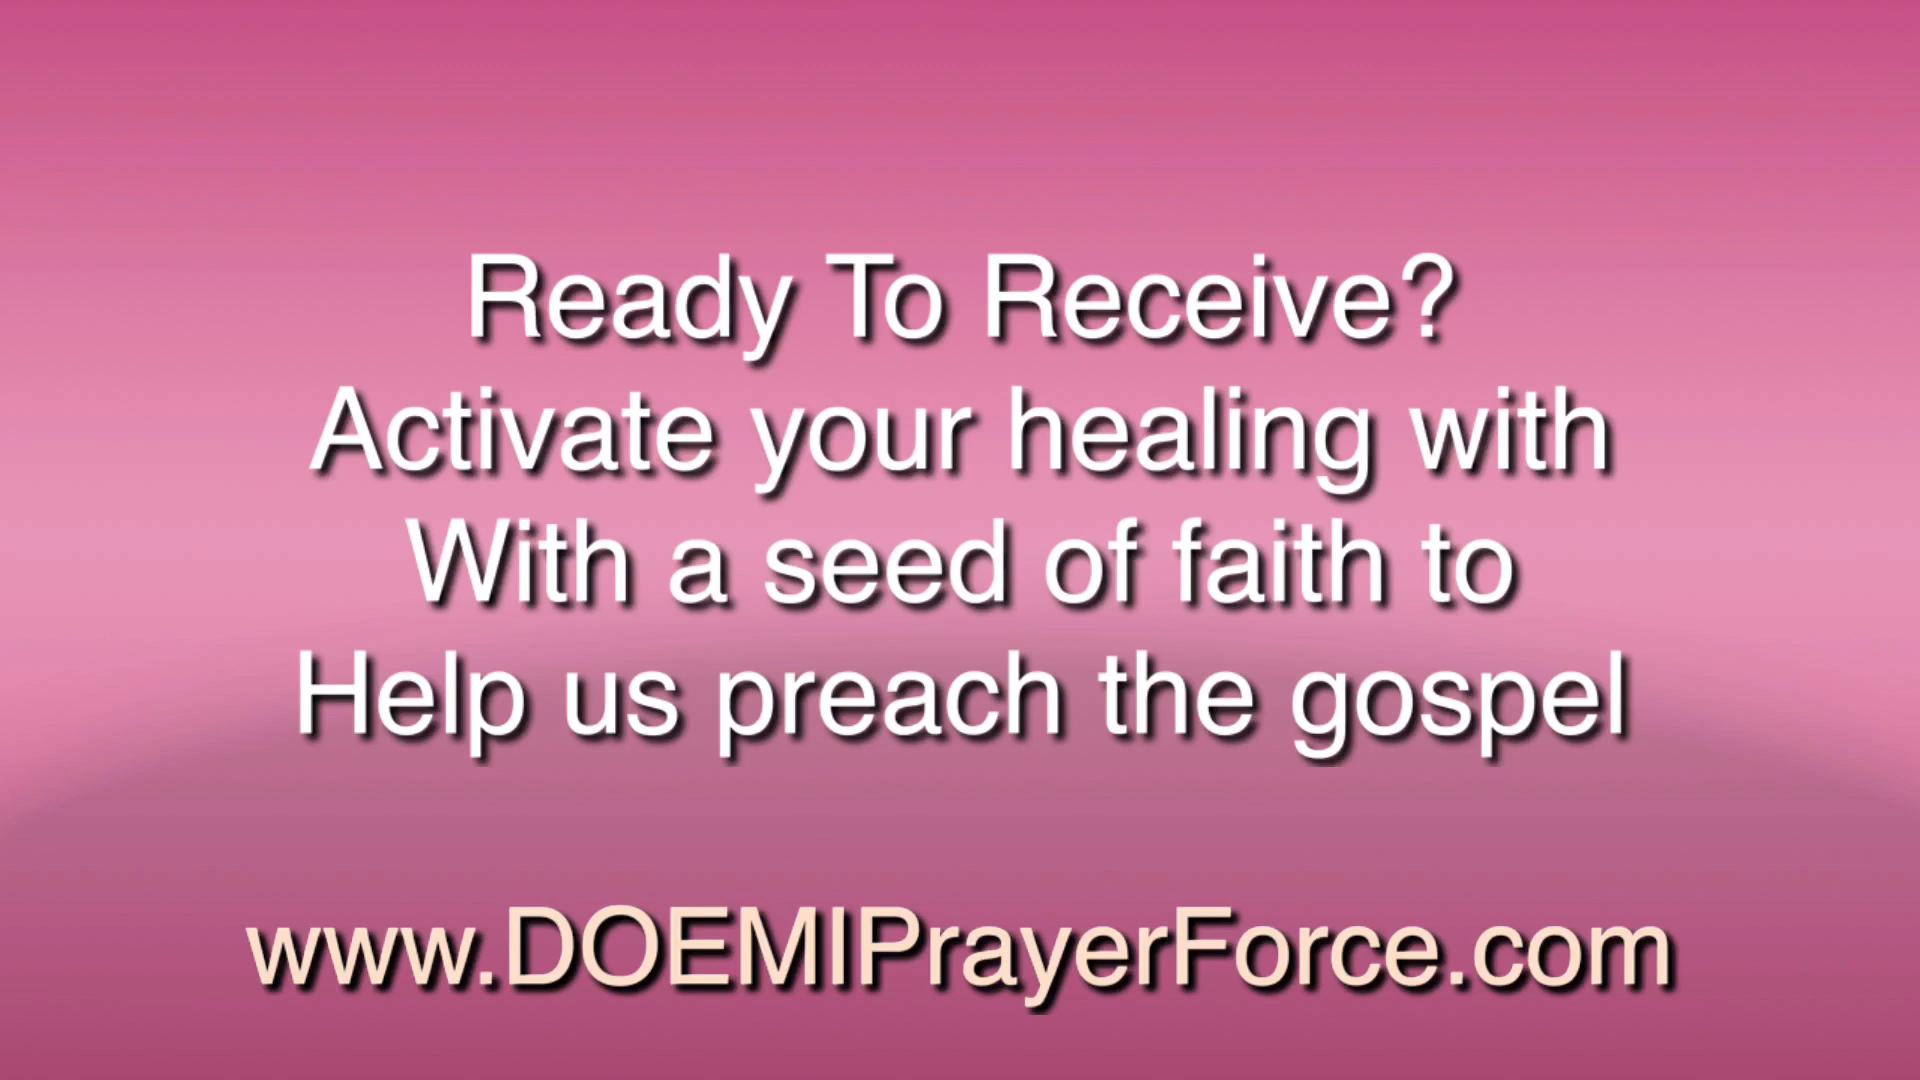 Ready To Receive?
Activate your healing with
With a seed of faith to
Help us preach the gospel
www.DOEMIPrayerForce.com